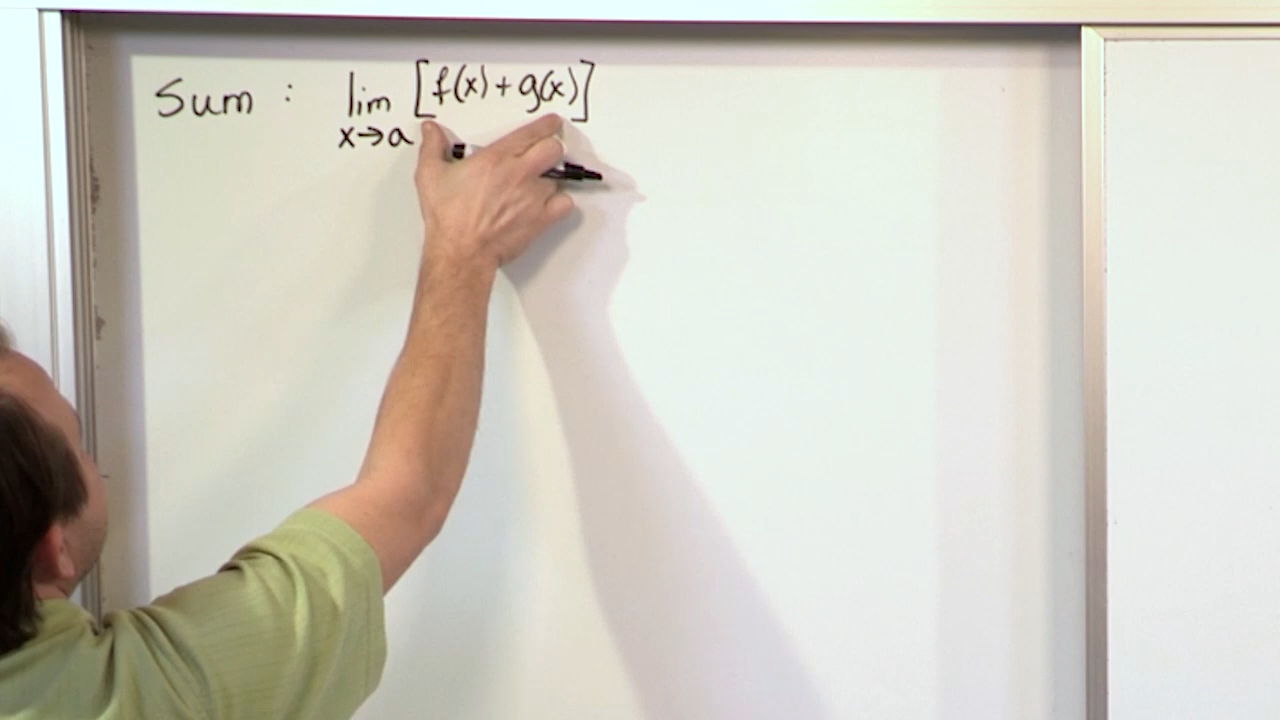 Sum : lim [f(x) + g(x)]
x→a